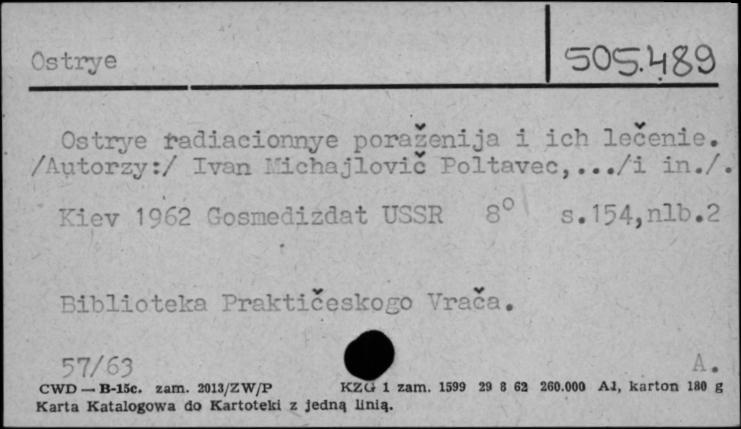 Ostrye
505.489
Ostrye radiacionnye poraženija i ich lečenie.
/Autorzy:/ Ivan Michajlovič Poltavec,.../i in./.
Kiev 1962 Gosmedizdat USSR 8° s.154,nlb.2
Biblioteka Praktičeskogo Vrača.
57/63 A.
CWD — B-15c. zam. 2013/ZW/P KZG 1 zam. 1599 29 8 62 260.000 A1, karton 180 g
Karta Katalogowa do Kartoteki z jedną linią.